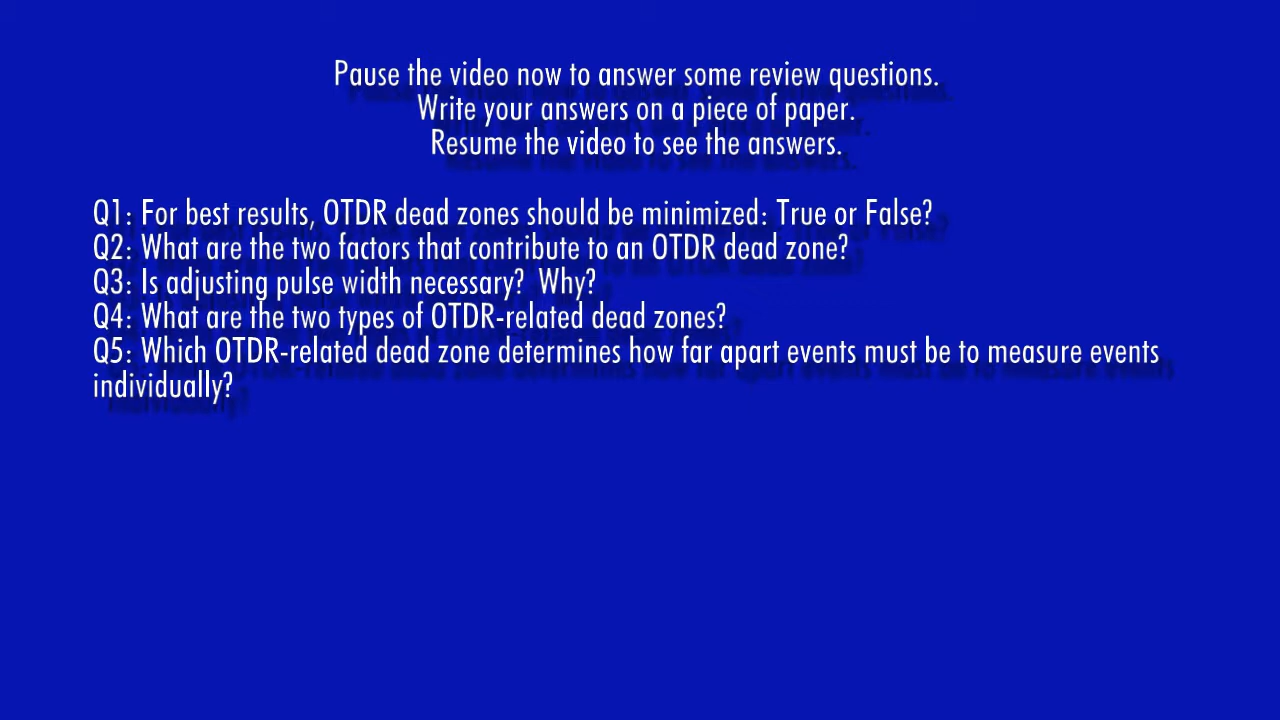 Pause the video now to answer some review questions.
Write your answers on a piece of paper.
Resume the video to see the answers.
Q1: For best results, OTDR dead zones should be minimized: True or False?
Q2: What are the two factors that contribute to an OTDR dead zone?
Q3: Is adjusting pulse width necessary?  Why?
Q4: What are the two types of OTDR-related dead zones?
Q5: Which OTDR-related dead zone determines how far apart events must be to measure events
individually?